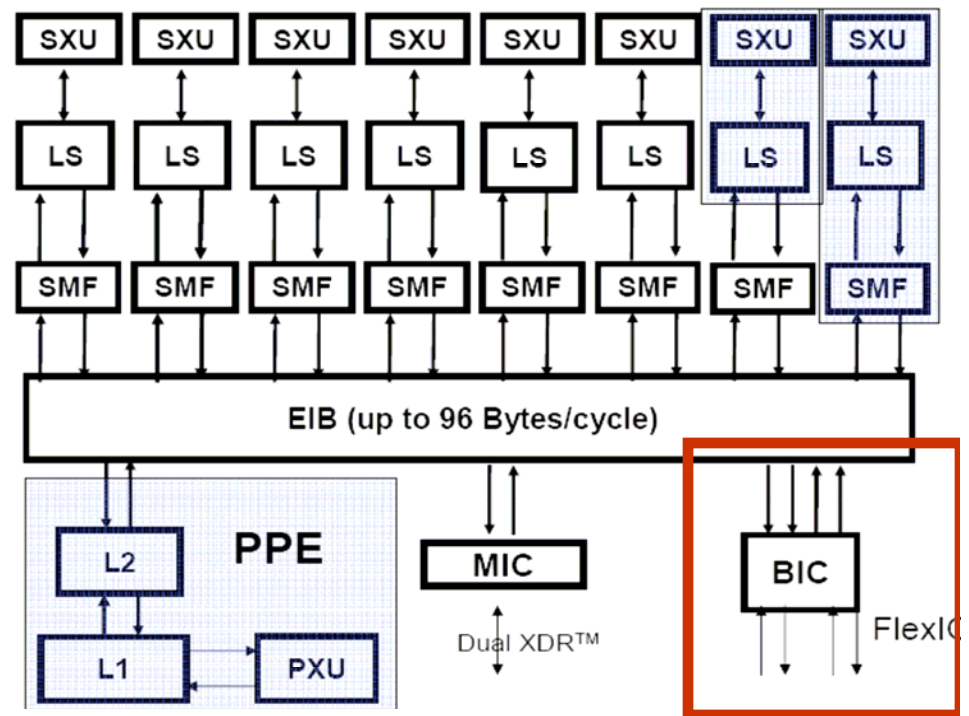 SXU SXU SXU SXU SXU SXU SXU SXU
LS LS LS LS LS LS LS LS
SMF SMF SMF SMF SMF SMF SMF SMF
EIB (up to 96 Bytes/cycle)
PPE
L2
MIC
BIC
Dual XDR™
FlexIO
L1 PXU